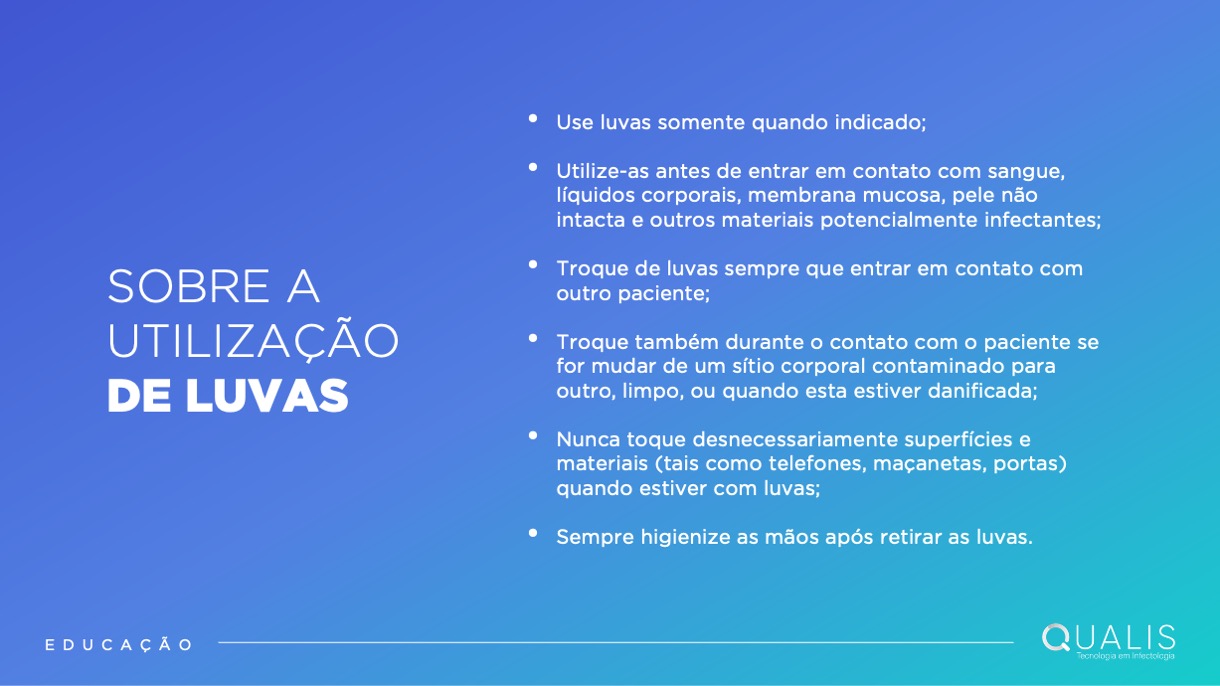 SOBRE A
UTILIZAÇÃO
DE LUVAS
• Use luvas somente quando indicado;
• Utilize-as antes de entrar em contato com sangue,
líquidos corporais, membrana mucosa, pele não
intacta e outros materiais potencialmente infectantes;
• Troque de luvas sempre que entrar em contato com
outro paciente;
• Troque também durante o contato com o paciente se
for mudar de um sítio corporal contaminado para
outro, limpo, ou quando esta estiver danificada;
• Nunca toque desnecessariamente superfícies e
materiais (tais como telefones, maçanetas, portas)
quando estiver com luvas;
• Sempre higienize as mãos após retirar as luvas.
EDUCAÇÃO
QUALIS
Tecnologia em Infectologia